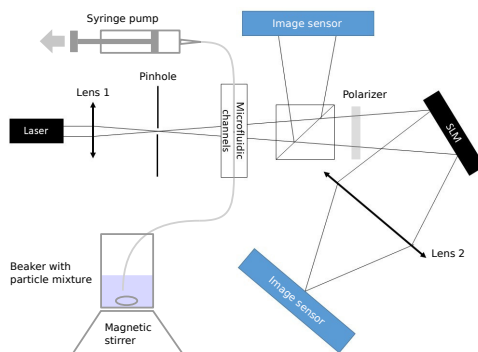 Syringe pump
Image sensor
Pinhole
Lens 1
Polarizer
Laser
Microfluidic
channels
SLM
Lens 2
Beaker with
particle mixture
Image sensor
Magnetic
stirrer